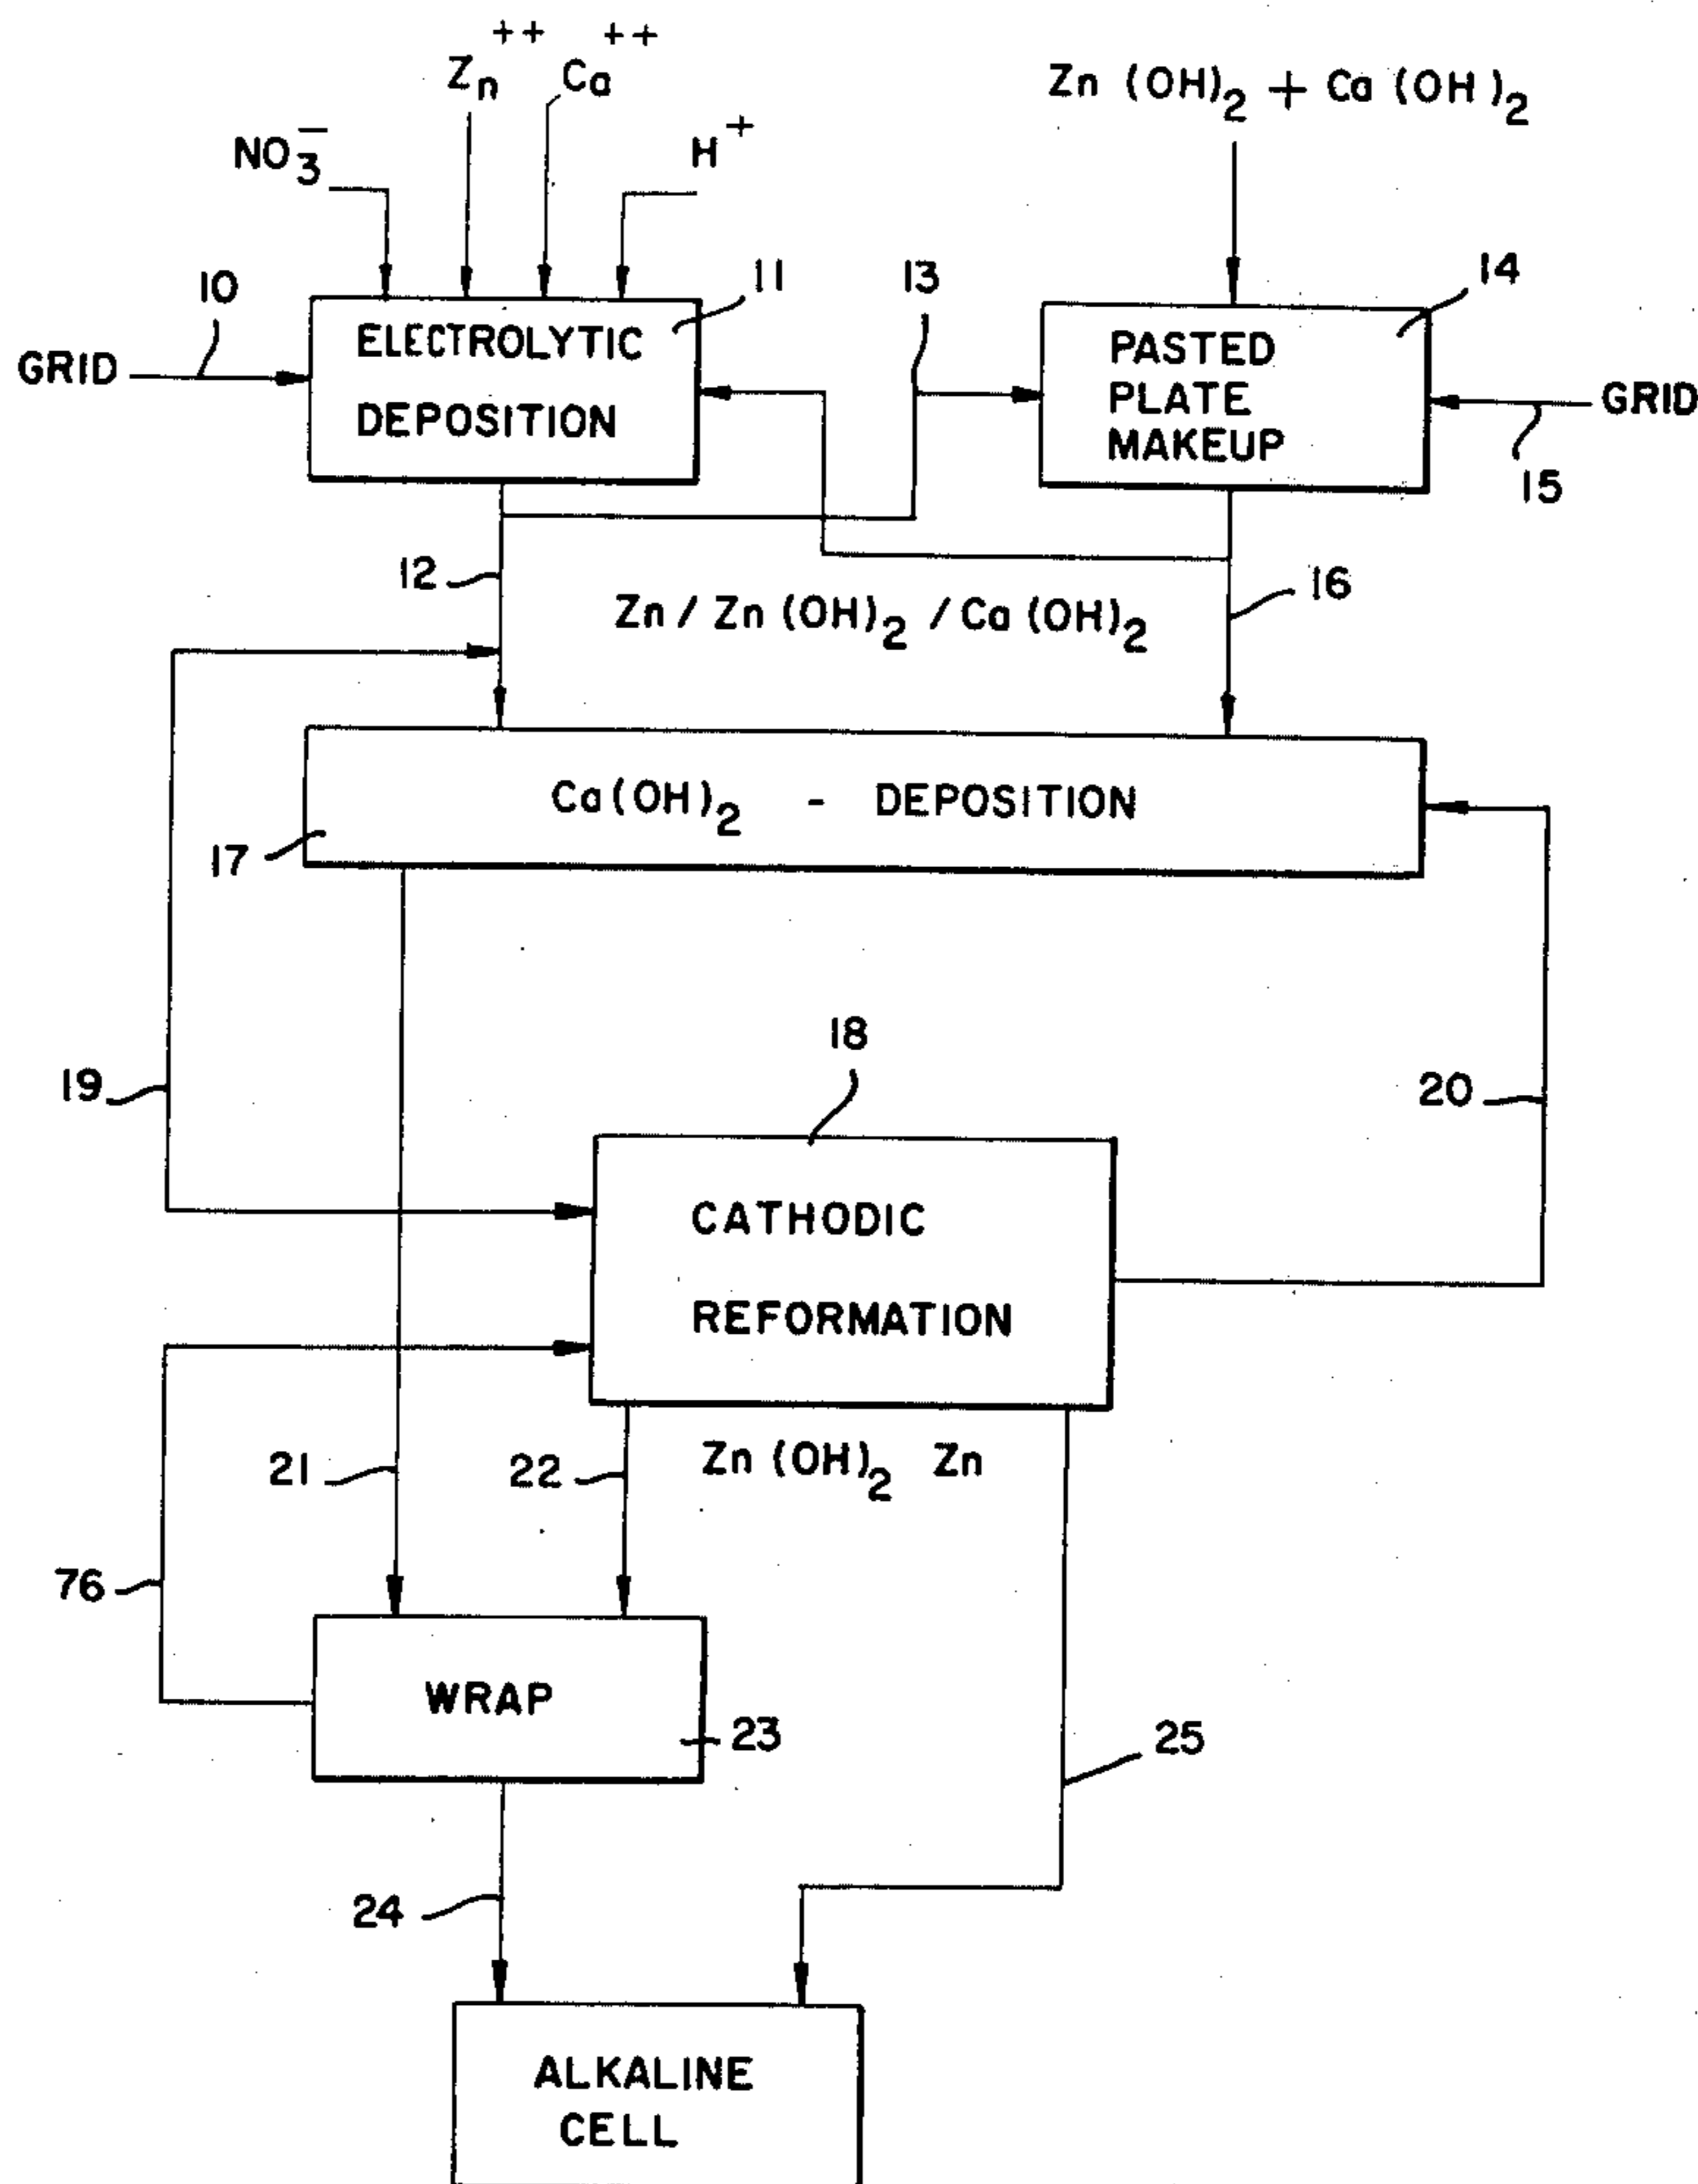 Zn++ Ca++
Zn (OH)2 + Ca (OH)2
NO3− H+
10
11
13
14
GRID
ELECTROLYTIC
DEPOSITION
PASTED
PLATE
MAKEUP
GRID
15
12
Zn / Zn (OH)2 / Ca (OH)2
16
Ca(OH)2 - DEPOSITION
17
18
19
20
CATHODIC
REFORMATION
21
22
Zn (OH)2 Zn
76
WRAP
23
25
24
ALKALINE
CELL